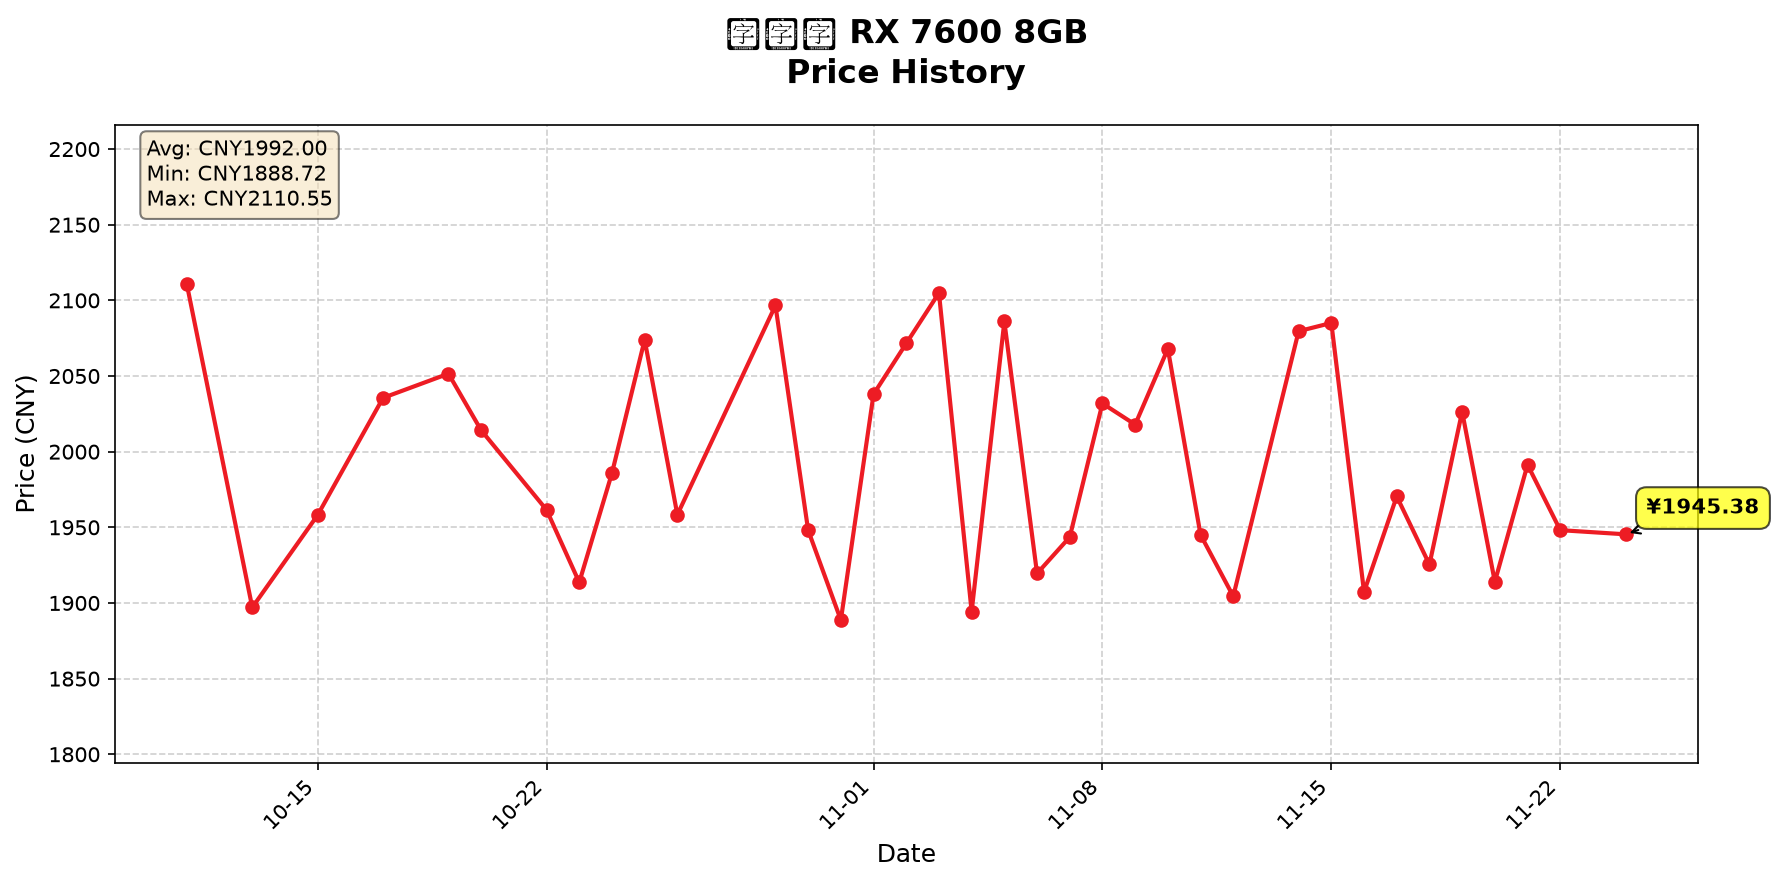 RX 7600 8GB
Price History
Avg: CNY1992.00
Min: CNY1888.72
Max: CNY2110.55
Price (CNY)
2200
2150
2100
2050
2000
1950
1900
1850
1800
¥1945.38
10-15
10-22
11-01
11-08
11-15
11-22
Date